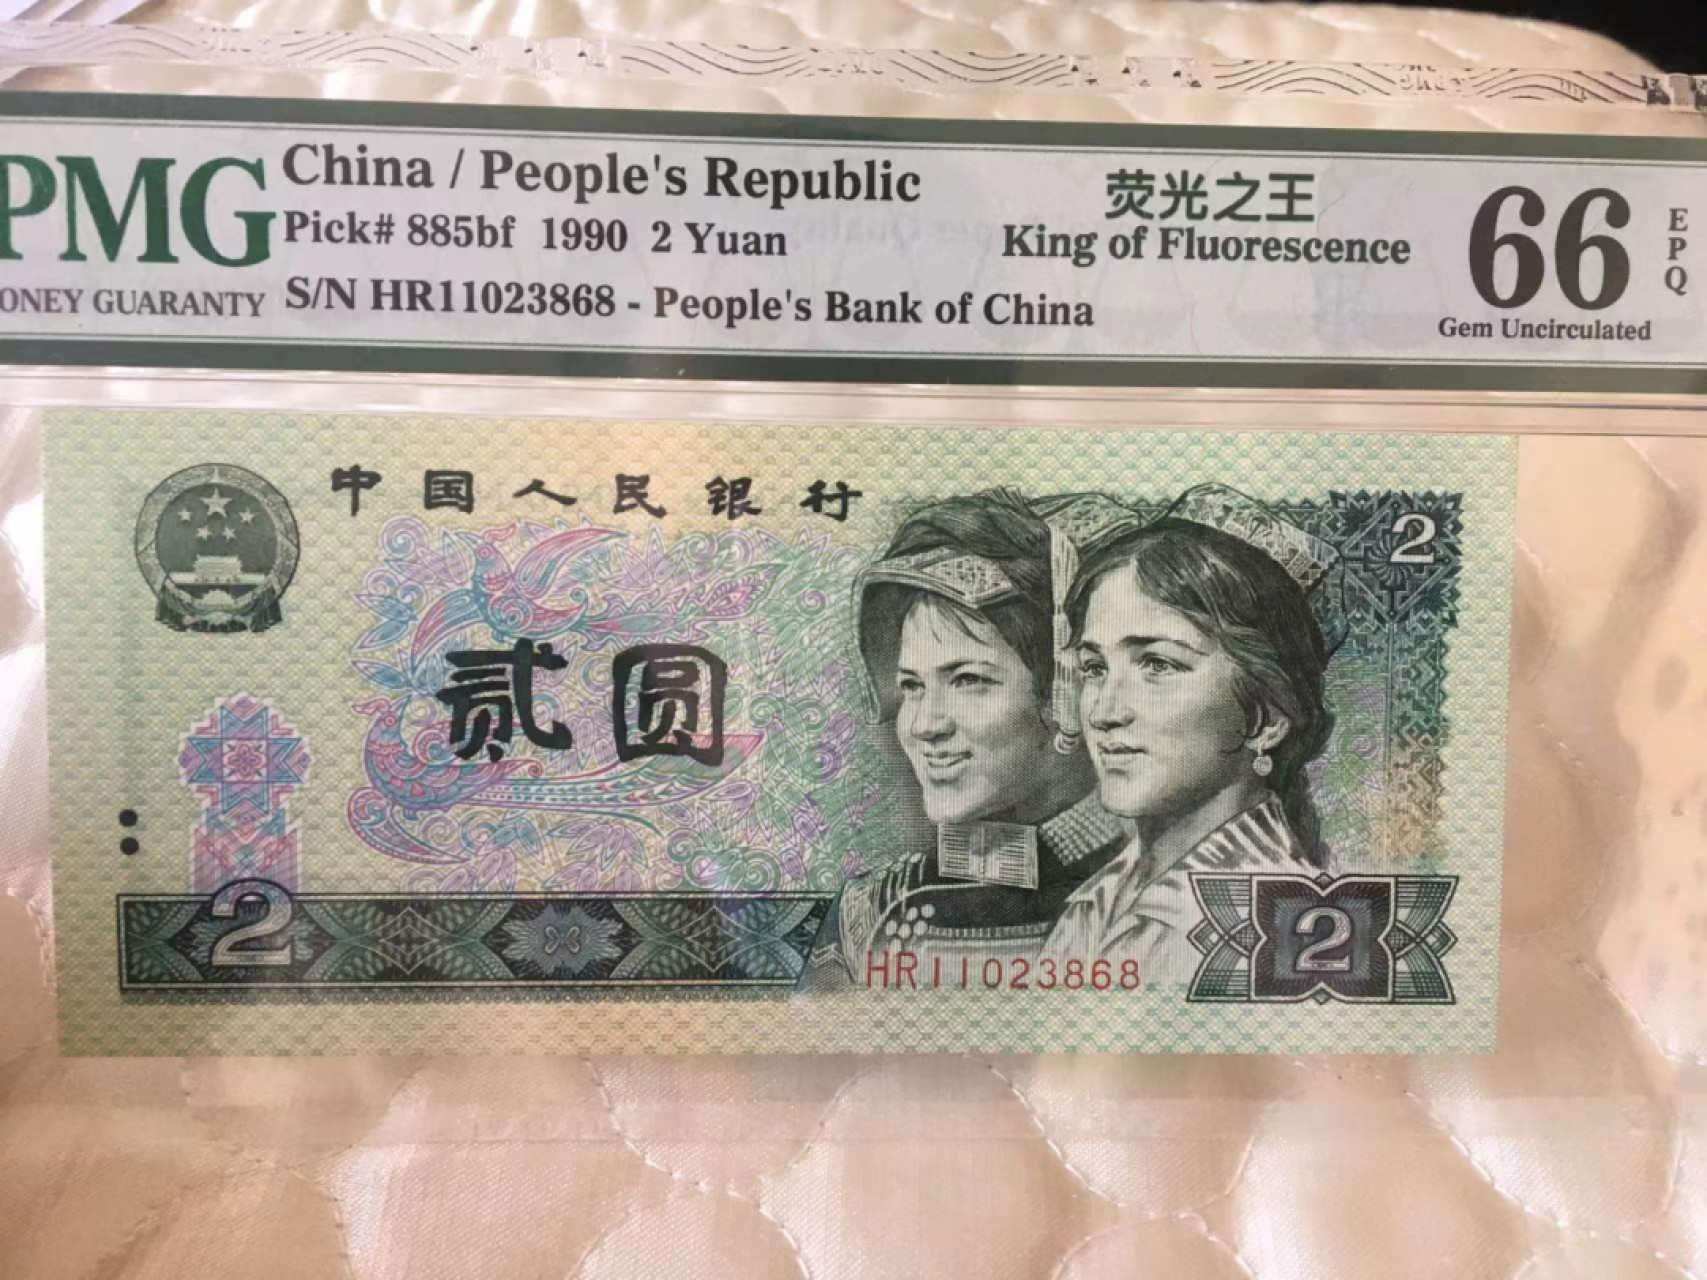 PMG
China / People's Republic
Pick# 885bf 1990 2 Yuan
S/N HR11023868 - People's Bank of China
ONEY GUARANTY
荧光之王
King of Fluorescence
66
EPQ
Gem Uncirculated
中国人民银行
2
贰圆
2
HR11023868
2